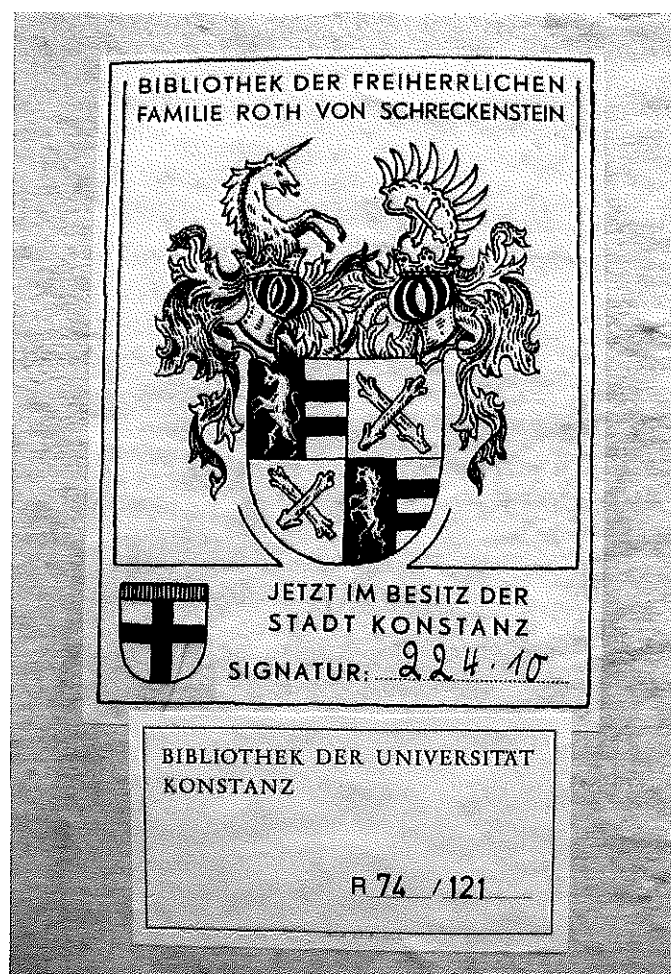 BIBLIOTHEK DER FREIHERRLICHEN
FAMILIE ROTH VON SCHRECKENSTEIN
JETZT IM BESITZ DER
STADT KONSTANZ
SIGNATUR: 224.10
BIBLIOTHEK DER UNIVERSITÄT
KONSTANZ
R 74 / 121